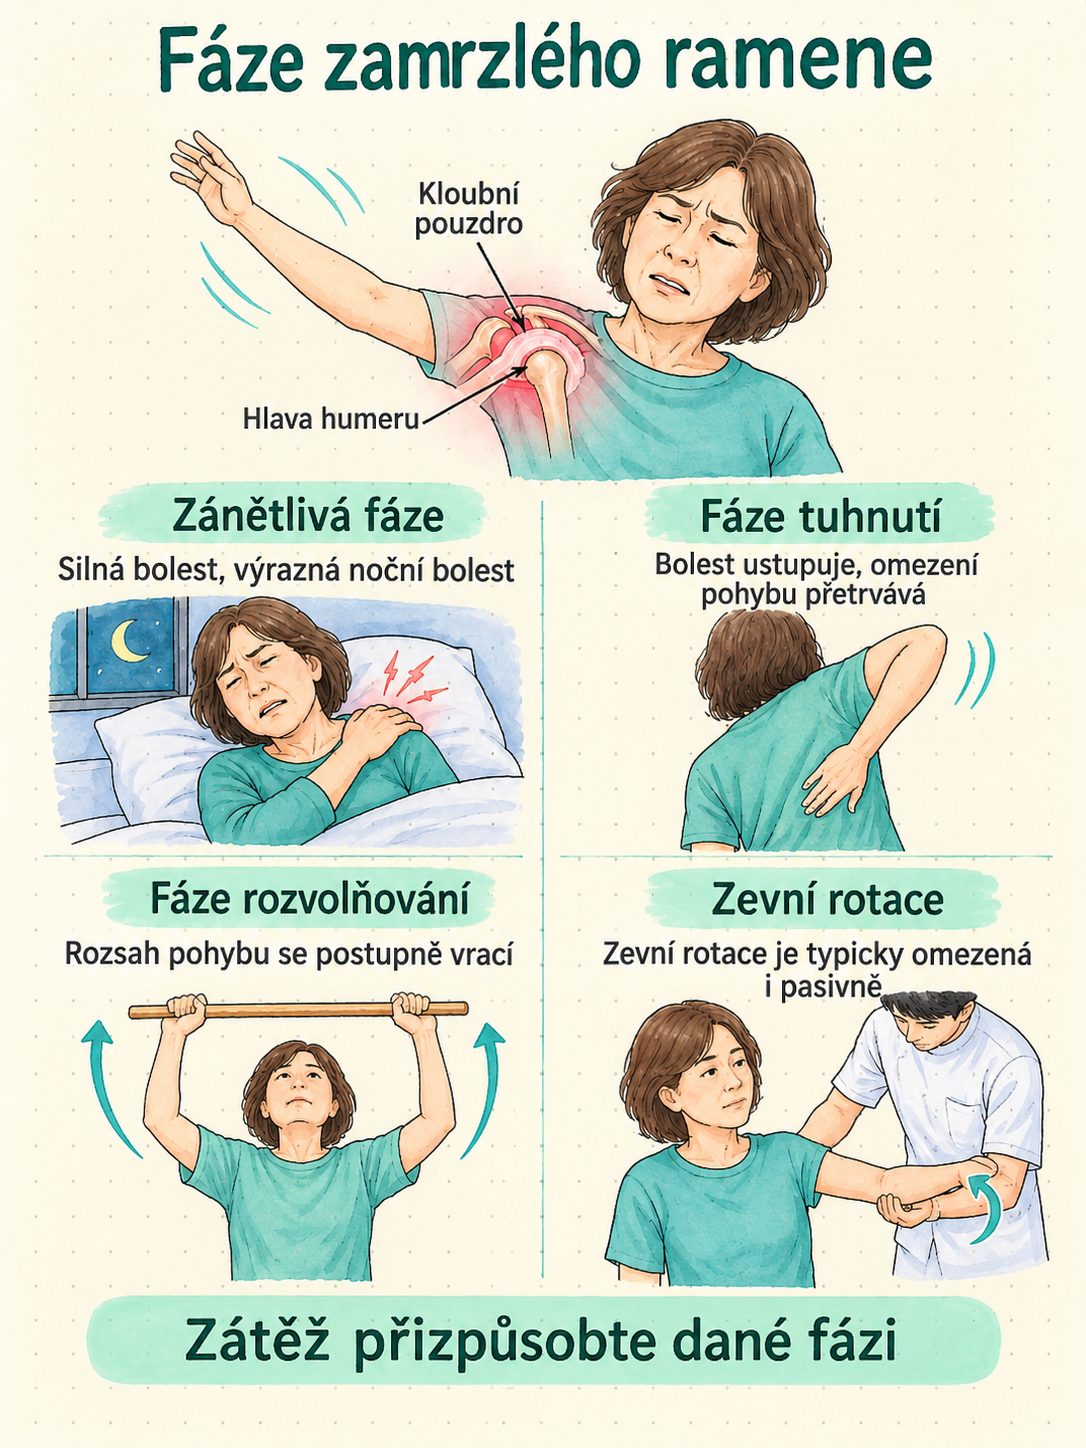 Fáze zamrzlého ramene
Kloubní
pouzdro
Hlava humeru
Zánětlivá fáze
Silná bolest, výrazná noční bolest
Fáze tuhnutí
Bolest ustupuje, omezení
pohybu přetrvává
Fáze rozvolňování
Rozsah pohybu se postupně vrací
Zevní rotace
Zevní rotace je typicky omezená
i pasivně
Zátěž přizpůsobte dané fázi